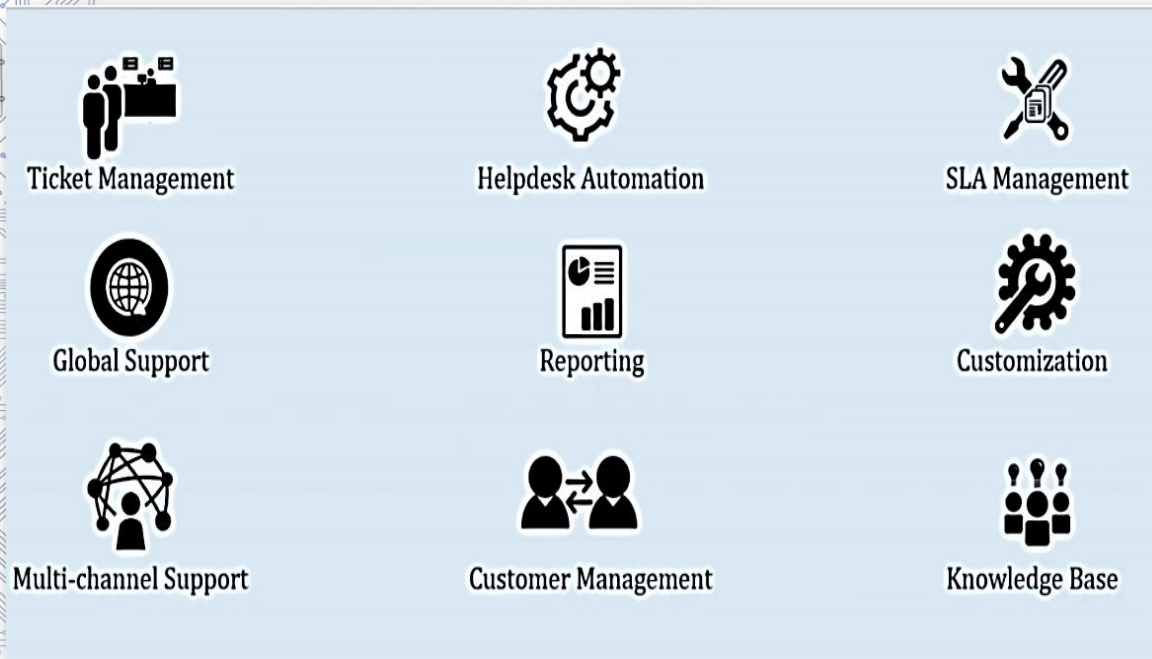 Ticket Management
Helpdesk Automation
SLA Management
Global Support
Reporting
Customization
Multi-channel Support
Customer Management
Knowledge Base